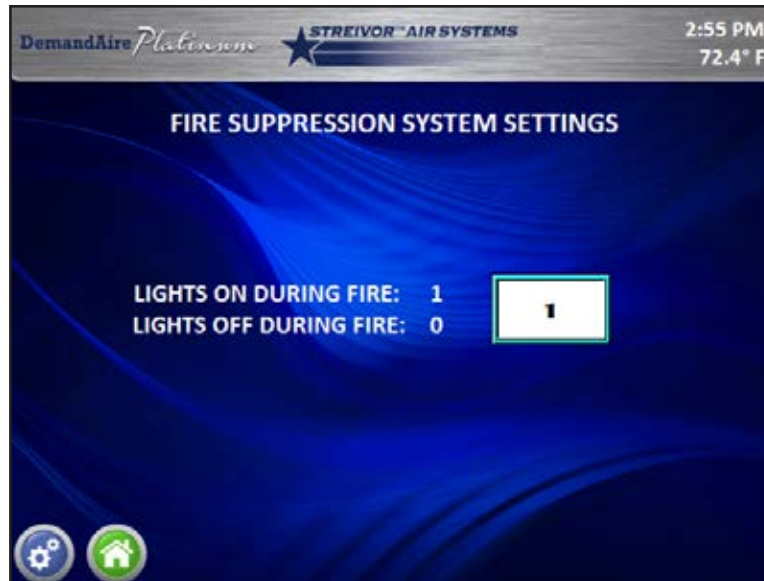 DemandAire Platinum
STREIVOR™ AIR SYSTEMS
2:55 PM
72.4° F
FIRE SUPPRESSION SYSTEM SETTINGS
LIGHTS ON DURING FIRE: 1
LIGHTS OFF DURING FIRE: 0
1